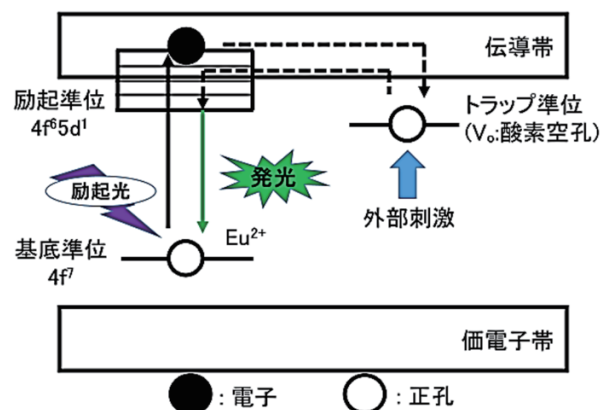 伝導帯
励起準位
4f⁶5d¹
トラップ準位
(Vₒ:酸素空孔)
励起光
発光
外部刺激
基底準位
4f⁷
Eu²⁺
価電子帯
: 電子
: 正孔